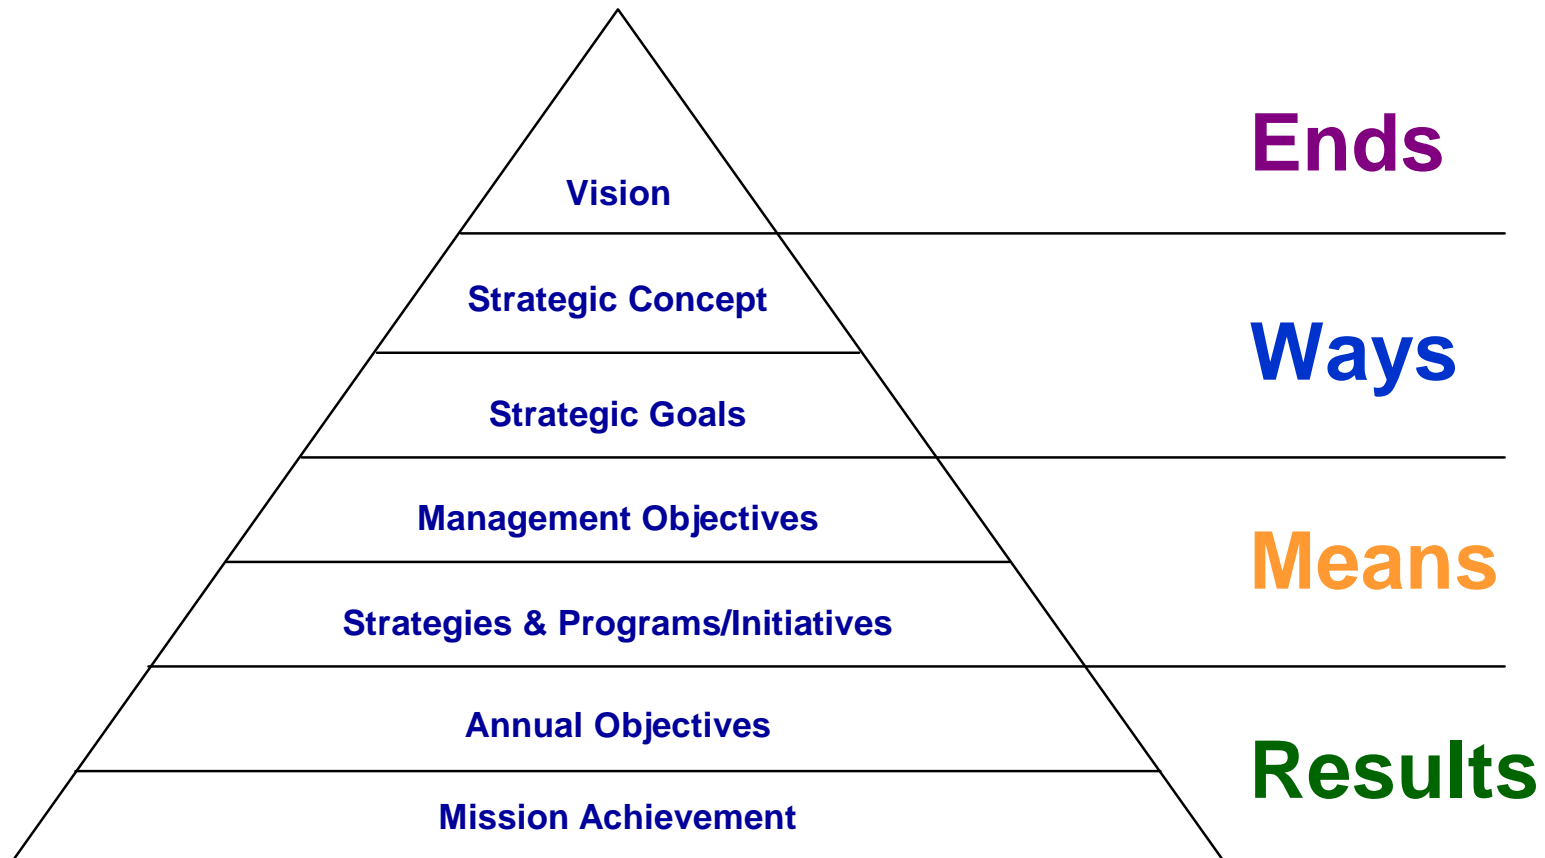 Ends
Vision
Strategic Concept
Ways
Strategic Goals
Management Objectives
Means
Strategies & Programs/Initiatives
Annual Objectives
Results
Mission Achievement